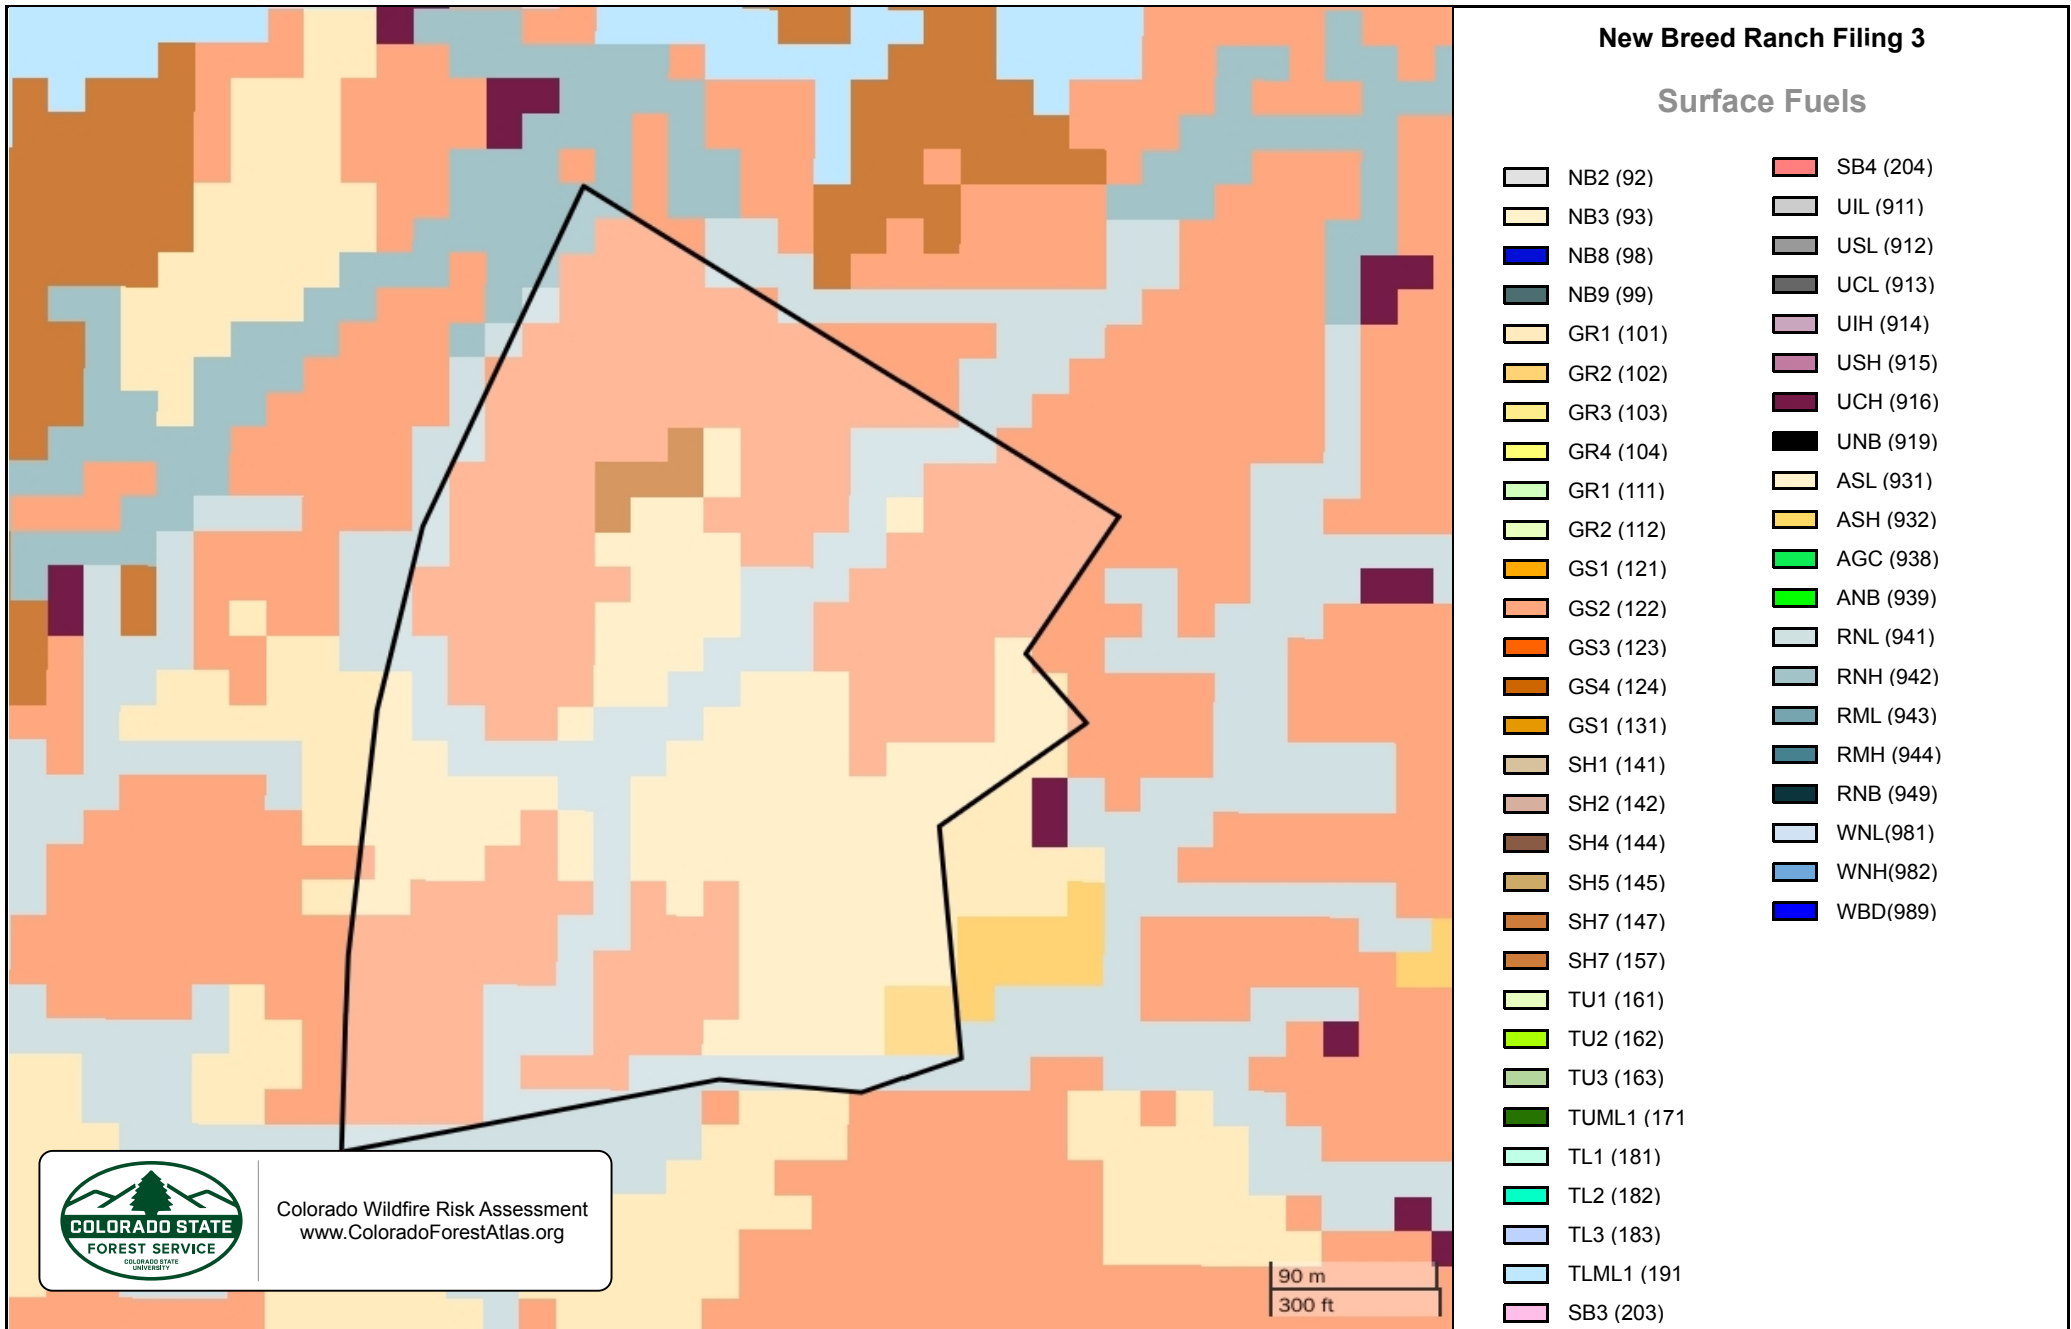 New Breed Ranch Filing 3
Surface Fuels
NB2 (92)
NB3 (93)
NB8 (98)
NB9 (99)
GR1 (101)
GR2 (102)
GR3 (103)
GR4 (104)
GR1 (111)
GR2 (112)
GS1 (121)
GS2 (122)
GS3 (123)
GS4 (124)
GS1 (131)
SH1 (141)
SH2 (142)
SH4 (144)
SH5 (145)
SH7 (147)
SH7 (157)
TU1 (161)
TU2 (162)
TU3 (163)
TUML1 (171
TL1 (181)
TL2 (182)
TL3 (183)
TLML1 (191
SB3 (203)
SB4 (204)
UIL (911)
USL (912)
UCL (913)
UIH (914)
USH (915)
UCH (916)
UNB (919)
ASL (931)
ASH (932)
AGC (938)
ANB (939)
RNL (941)
RNH (942)
RML (943)
RMH (944)
RNB (949)
WNL(981)
WNH(982)
WBD(989)
COLORADO STATE
FOREST SERVICE
COLORADO STATE
UNIVERSITY
Colorado Wildfire Risk Assessment
www.ColoradoForestAtlas.org
90 m
300 ft